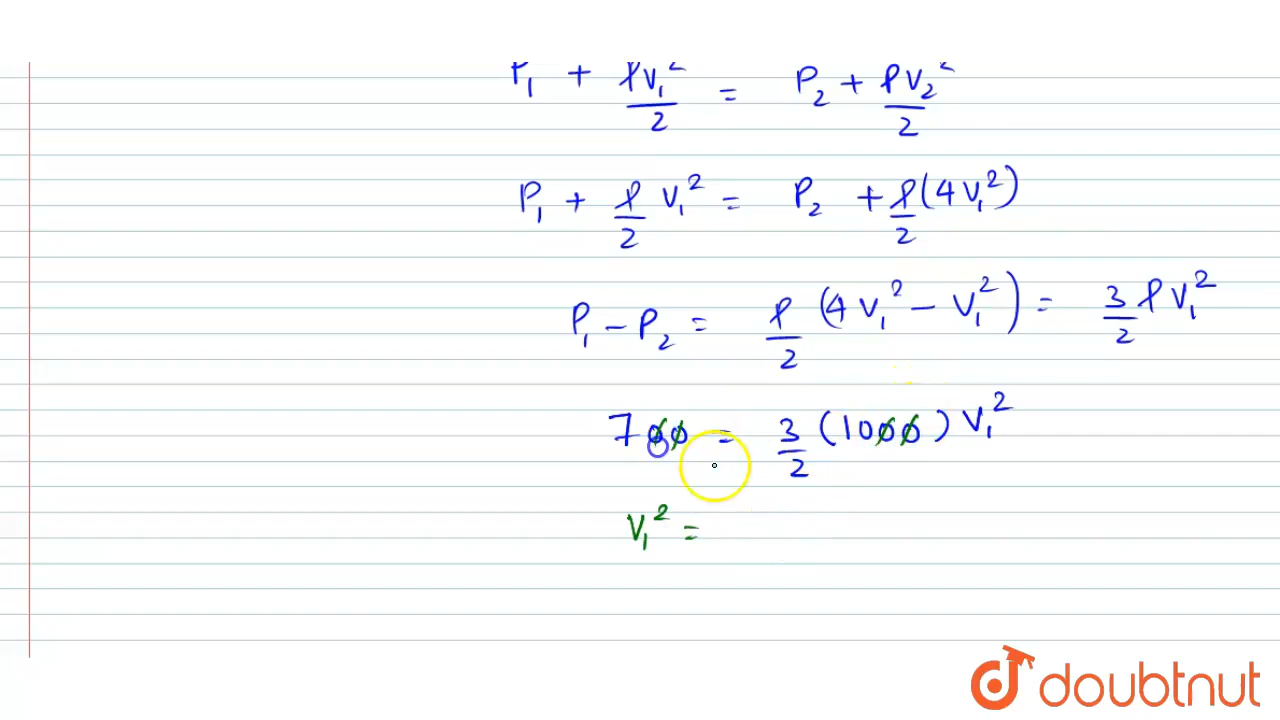 P₁ + ρV₁²/2 = P₂ + ρV₂²/2
P₁ + ρ/2 V₁² = P₂ + ρ/2 (4V₁²)
P₁ − P₂ = ρ/2 (4V₁² − V₁²) = 3/2 ρV₁²
700 = 3/2 (1000) V₁²
V₁² =
doubtnut